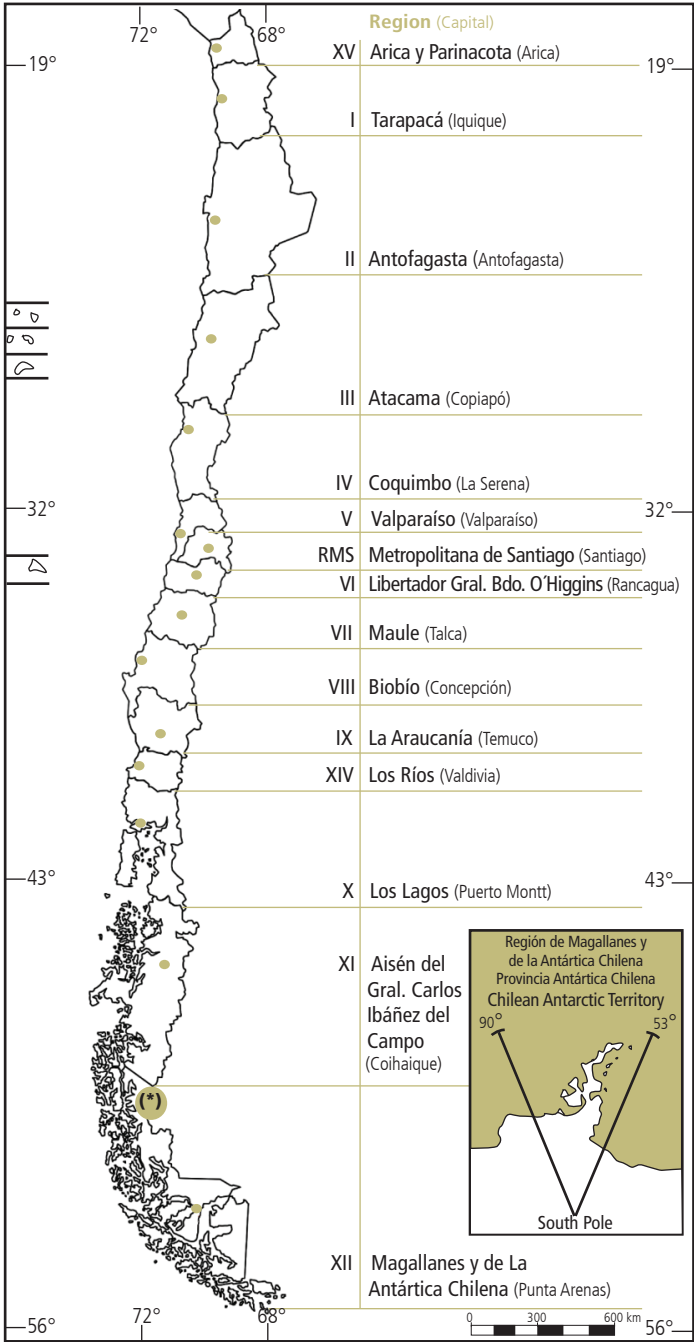 Region (Capital)
72° 68°
XV Arica y Parinacota (Arica)
19° 19°
I Tarapacá (Iquique)
II Antofagasta (Antofagasta)
III Atacama (Copiapó)
IV Coquimbo (La Serena)
32° 32°
V Valparaíso (Valparaíso)
RMS Metropolitana de Santiago (Santiago)
VI Libertador Gral. Bdo. O´Higgins (Rancagua)
VII Maule (Talca)
VIII Biobío (Concepción)
IX La Araucanía (Temuco)
XIV Los Ríos (Valdivia)
43° 43°
X Los Lagos (Puerto Montt)
XI Aisén del
Gral. Carlos
Ibáñez del
Campo
(Coihaique)
Región de Magallanes y
de la Antártica Chilena
Provincia Antártica Chilena
Chilean Antarctic Territory
90° 53°
South Pole
(*)
XII Magallanes y de La
Antártica Chilena (Punta Arenas)
0 300 600 km
56° 72° 68° 56°